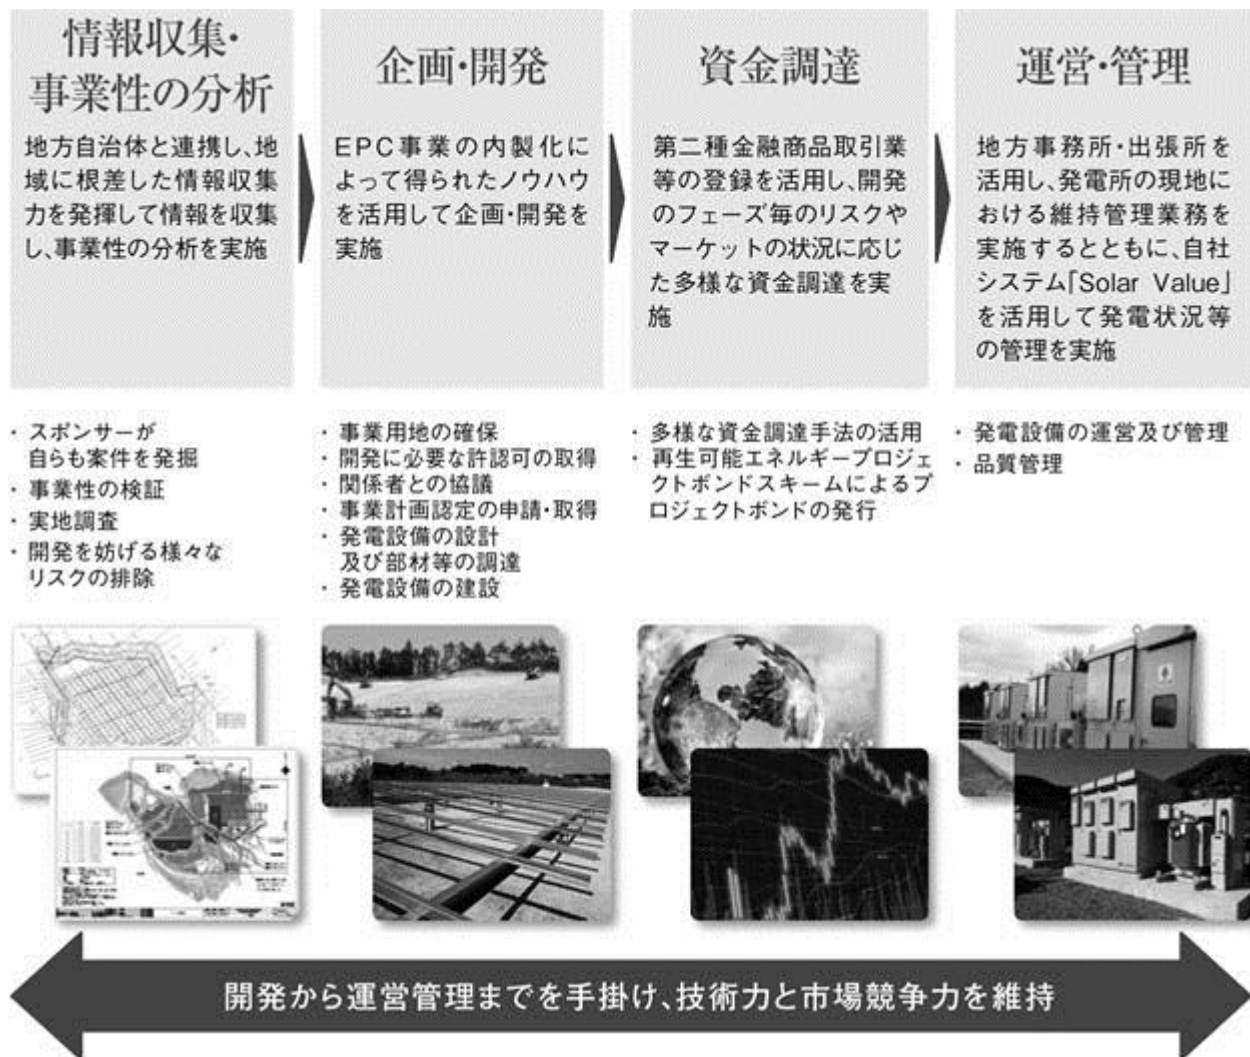 情報収集・
事業性の分析
地方自治体と連携し、地
域に根差した情報収集
力を発揮して情報を収集
し、事業性の分析を実施
企画・開発
EPC事業の内製化に
よって得られたノウハウ
を活用して企画・開発を
実施
資金調達
第二種金融商品取引業
等の登録を活用し、開発
のフェーズ毎のリスクや
マーケットの状況に応じ
た多様な資金調達を実
施
運営・管理
地方事務所・出張所を
活用し、発電所の現地に
おける維持管理業務を
実施するとともに、自社
システム「Solar Value」
を活用して発電状況等
の管理を実施
・ スポンサーが
自らも案件を発掘
・ 事業性の検証
・ 実地調査
・ 開発を妨げる様々な
リスクの排除
・ 事業用地の確保
・ 開発に必要な許認可の取得
・ 関係者との協議
・ 事業計画認定の申請・取得
・ 発電設備の設計
及び部材等の調達
・ 発電設備の建設
・ 多様な資金調達手法の活用
・ 再生可能エネルギープロジェ
クトボンドスキームによるプ
ロジェクトボンドの発行
・ 発電設備の運営及び管理
・ 品質管理
開発から運営管理までを手掛け、技術力と市場競争力を維持